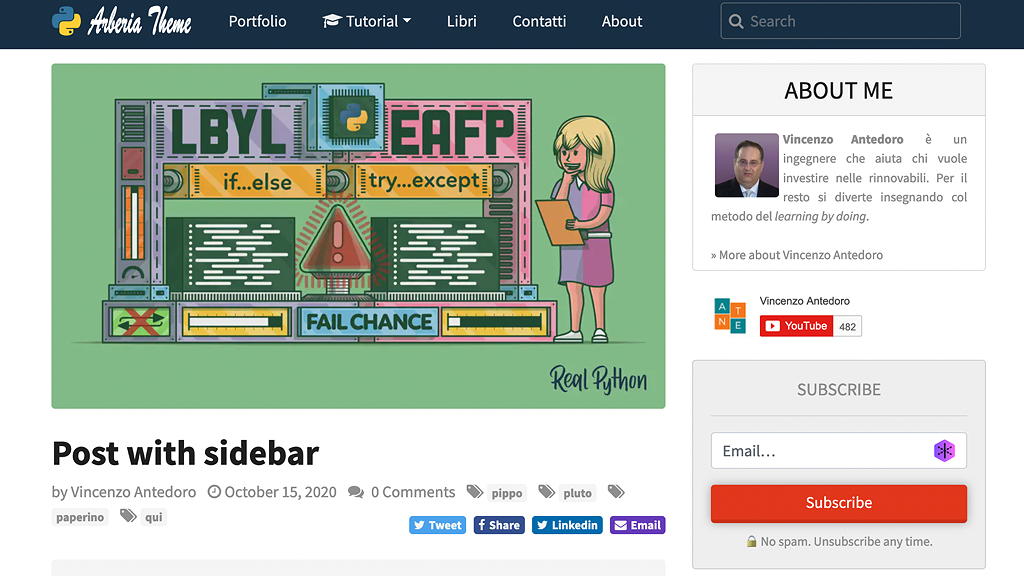 Arberia Theme
Portfolio
Tutorial
Libri
Contatti
About
Search
LBYL
EAFP
if...else
try...except
FAIL CHANCE
Real Python
Post with sidebar
by Vincenzo Antedoro October 15, 2020 0 Comments pippo pluto
paperino qui
Tweet
Share
Linkedin
Email
ABOUT ME
Vincenzo Antedoro è un
ingegnere che aiuta chi vuole
investire nelle rinnovabili. Per il
resto si diverte insegnando col
metodo del learning by doing.
» More about Vincenzo Antedoro
A T
N E
Vincenzo Antedoro
YouTube 482
SUBSCRIBE
Email...
Subscribe
No spam. Unsubscribe any time.